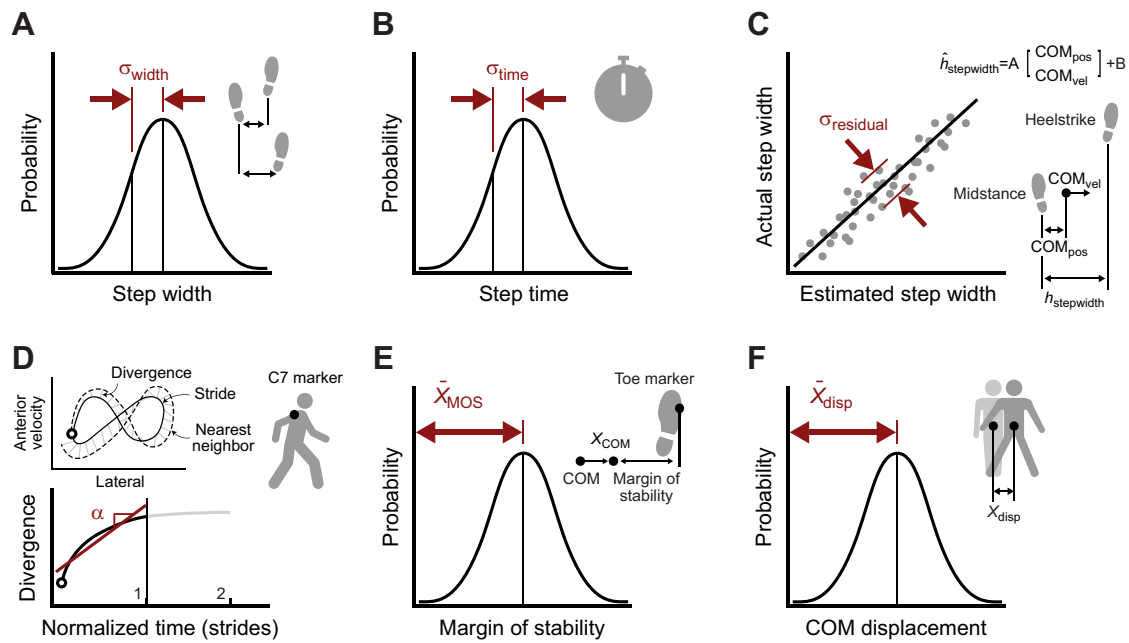 A
σwidth
Probability
Step width
B
σtime
Probability
Step time
C
ĥstepwidth=A [COMpos
COMvel] +B
σresidual
Actual step width
Estimated step width
Heelstrike
Midstance
COMvel
COMpos
hstepwidth
D
Divergence
Stride
Nearest
neighbor
Anterior
velocity
Lateral
C7 marker
Divergence
α
1
2
Normalized time (strides)
E
X̄MOS
Toe marker
XCOM
COM
Margin of
stability
Probability
Margin of stability
F
X̄disp
Xdisp
Probability
COM displacement